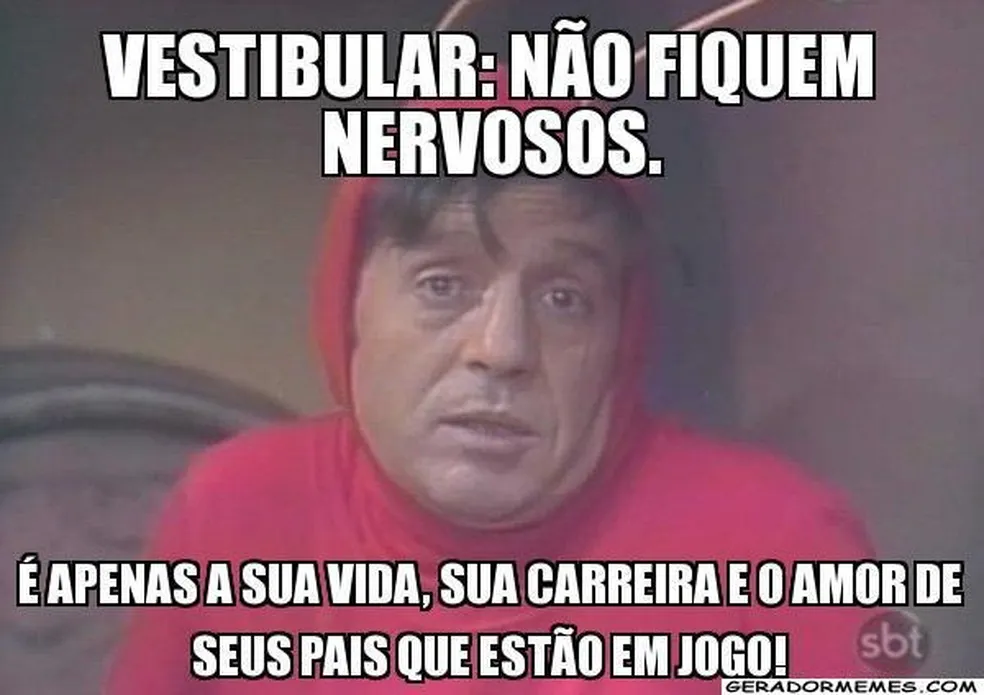 VESTIBULAR: NÃO FIQUEM
NERVOSOS.
É APENAS A SUA VIDA, SUA CARREIRA E O AMOR DE
SEUS PAIS QUE ESTÃO EM JOGO!
sbt
GERADORMEMES.COM